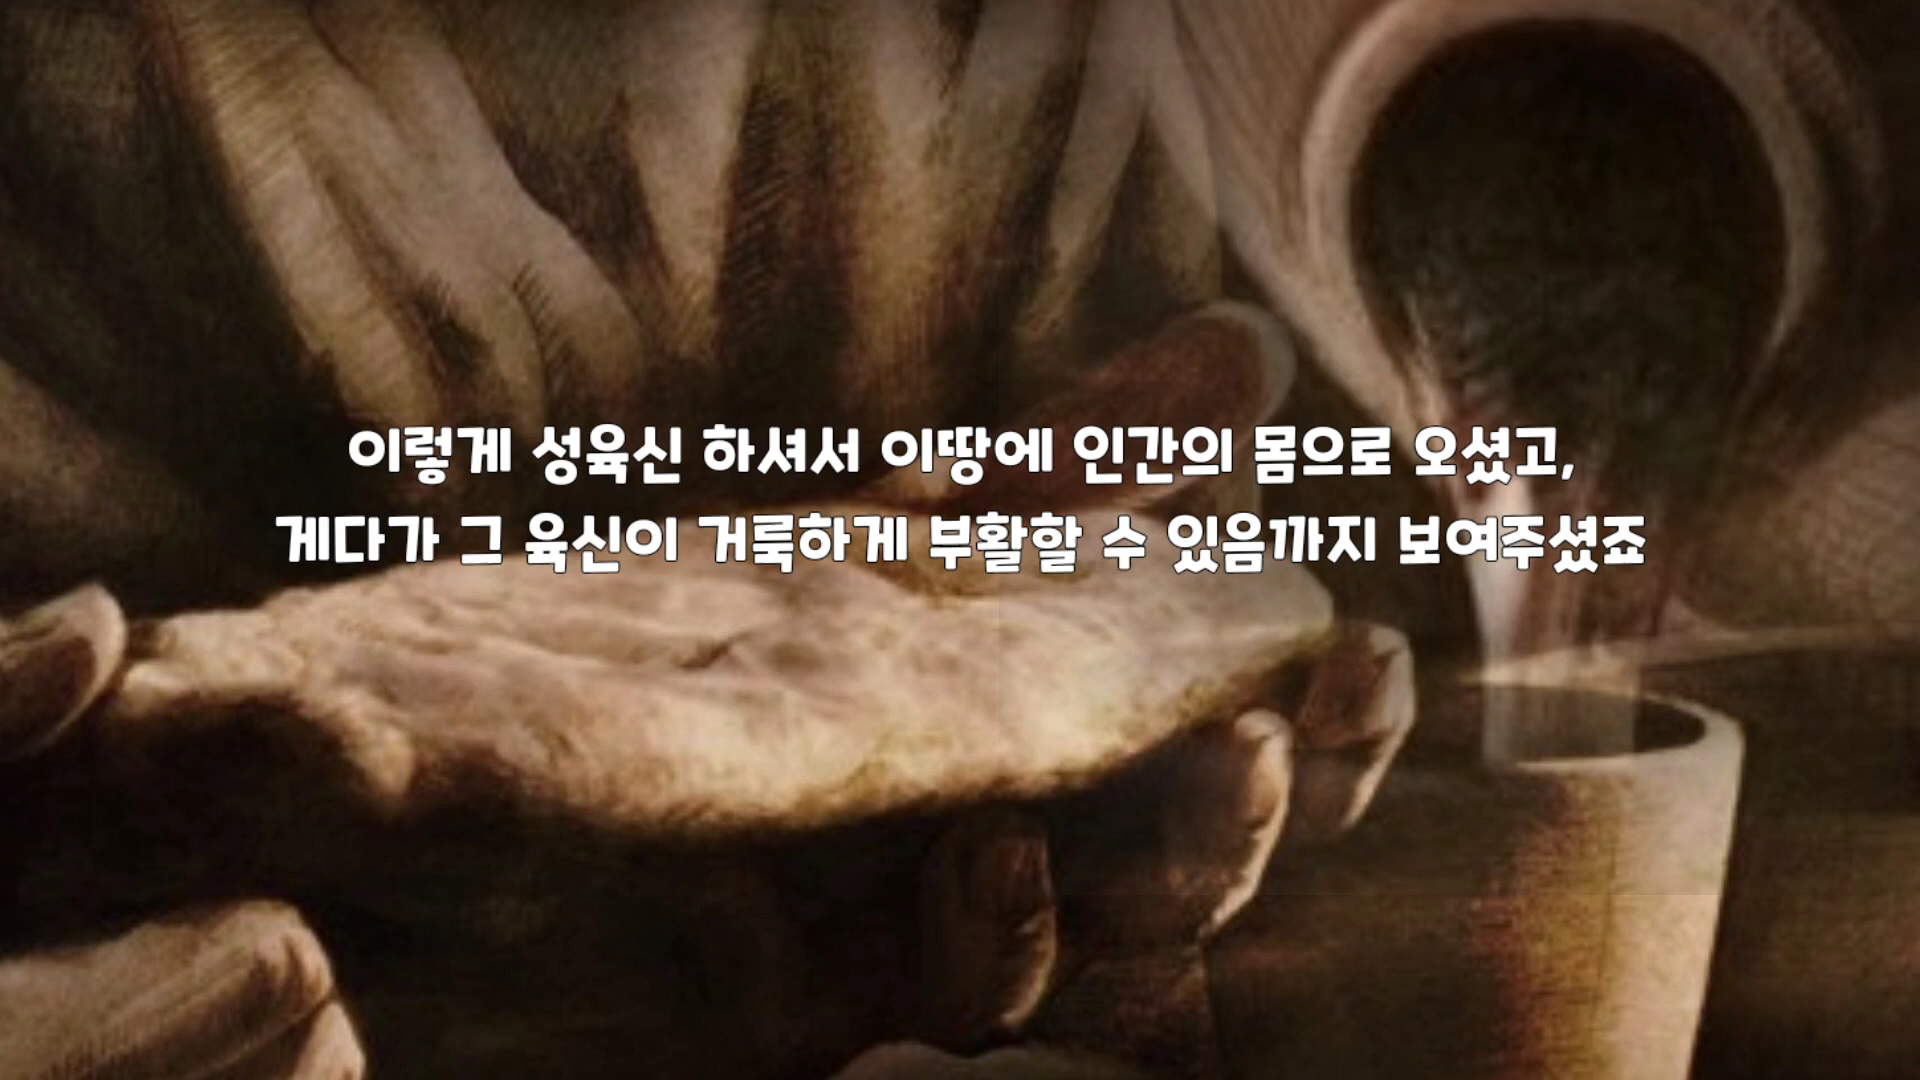 이렇게 성육신 하셔서 이땅에 인간의 몸으로 오셨고,
게다가 그 육신이 거룩하게 부활할 수 있음까지 보여주셨죠